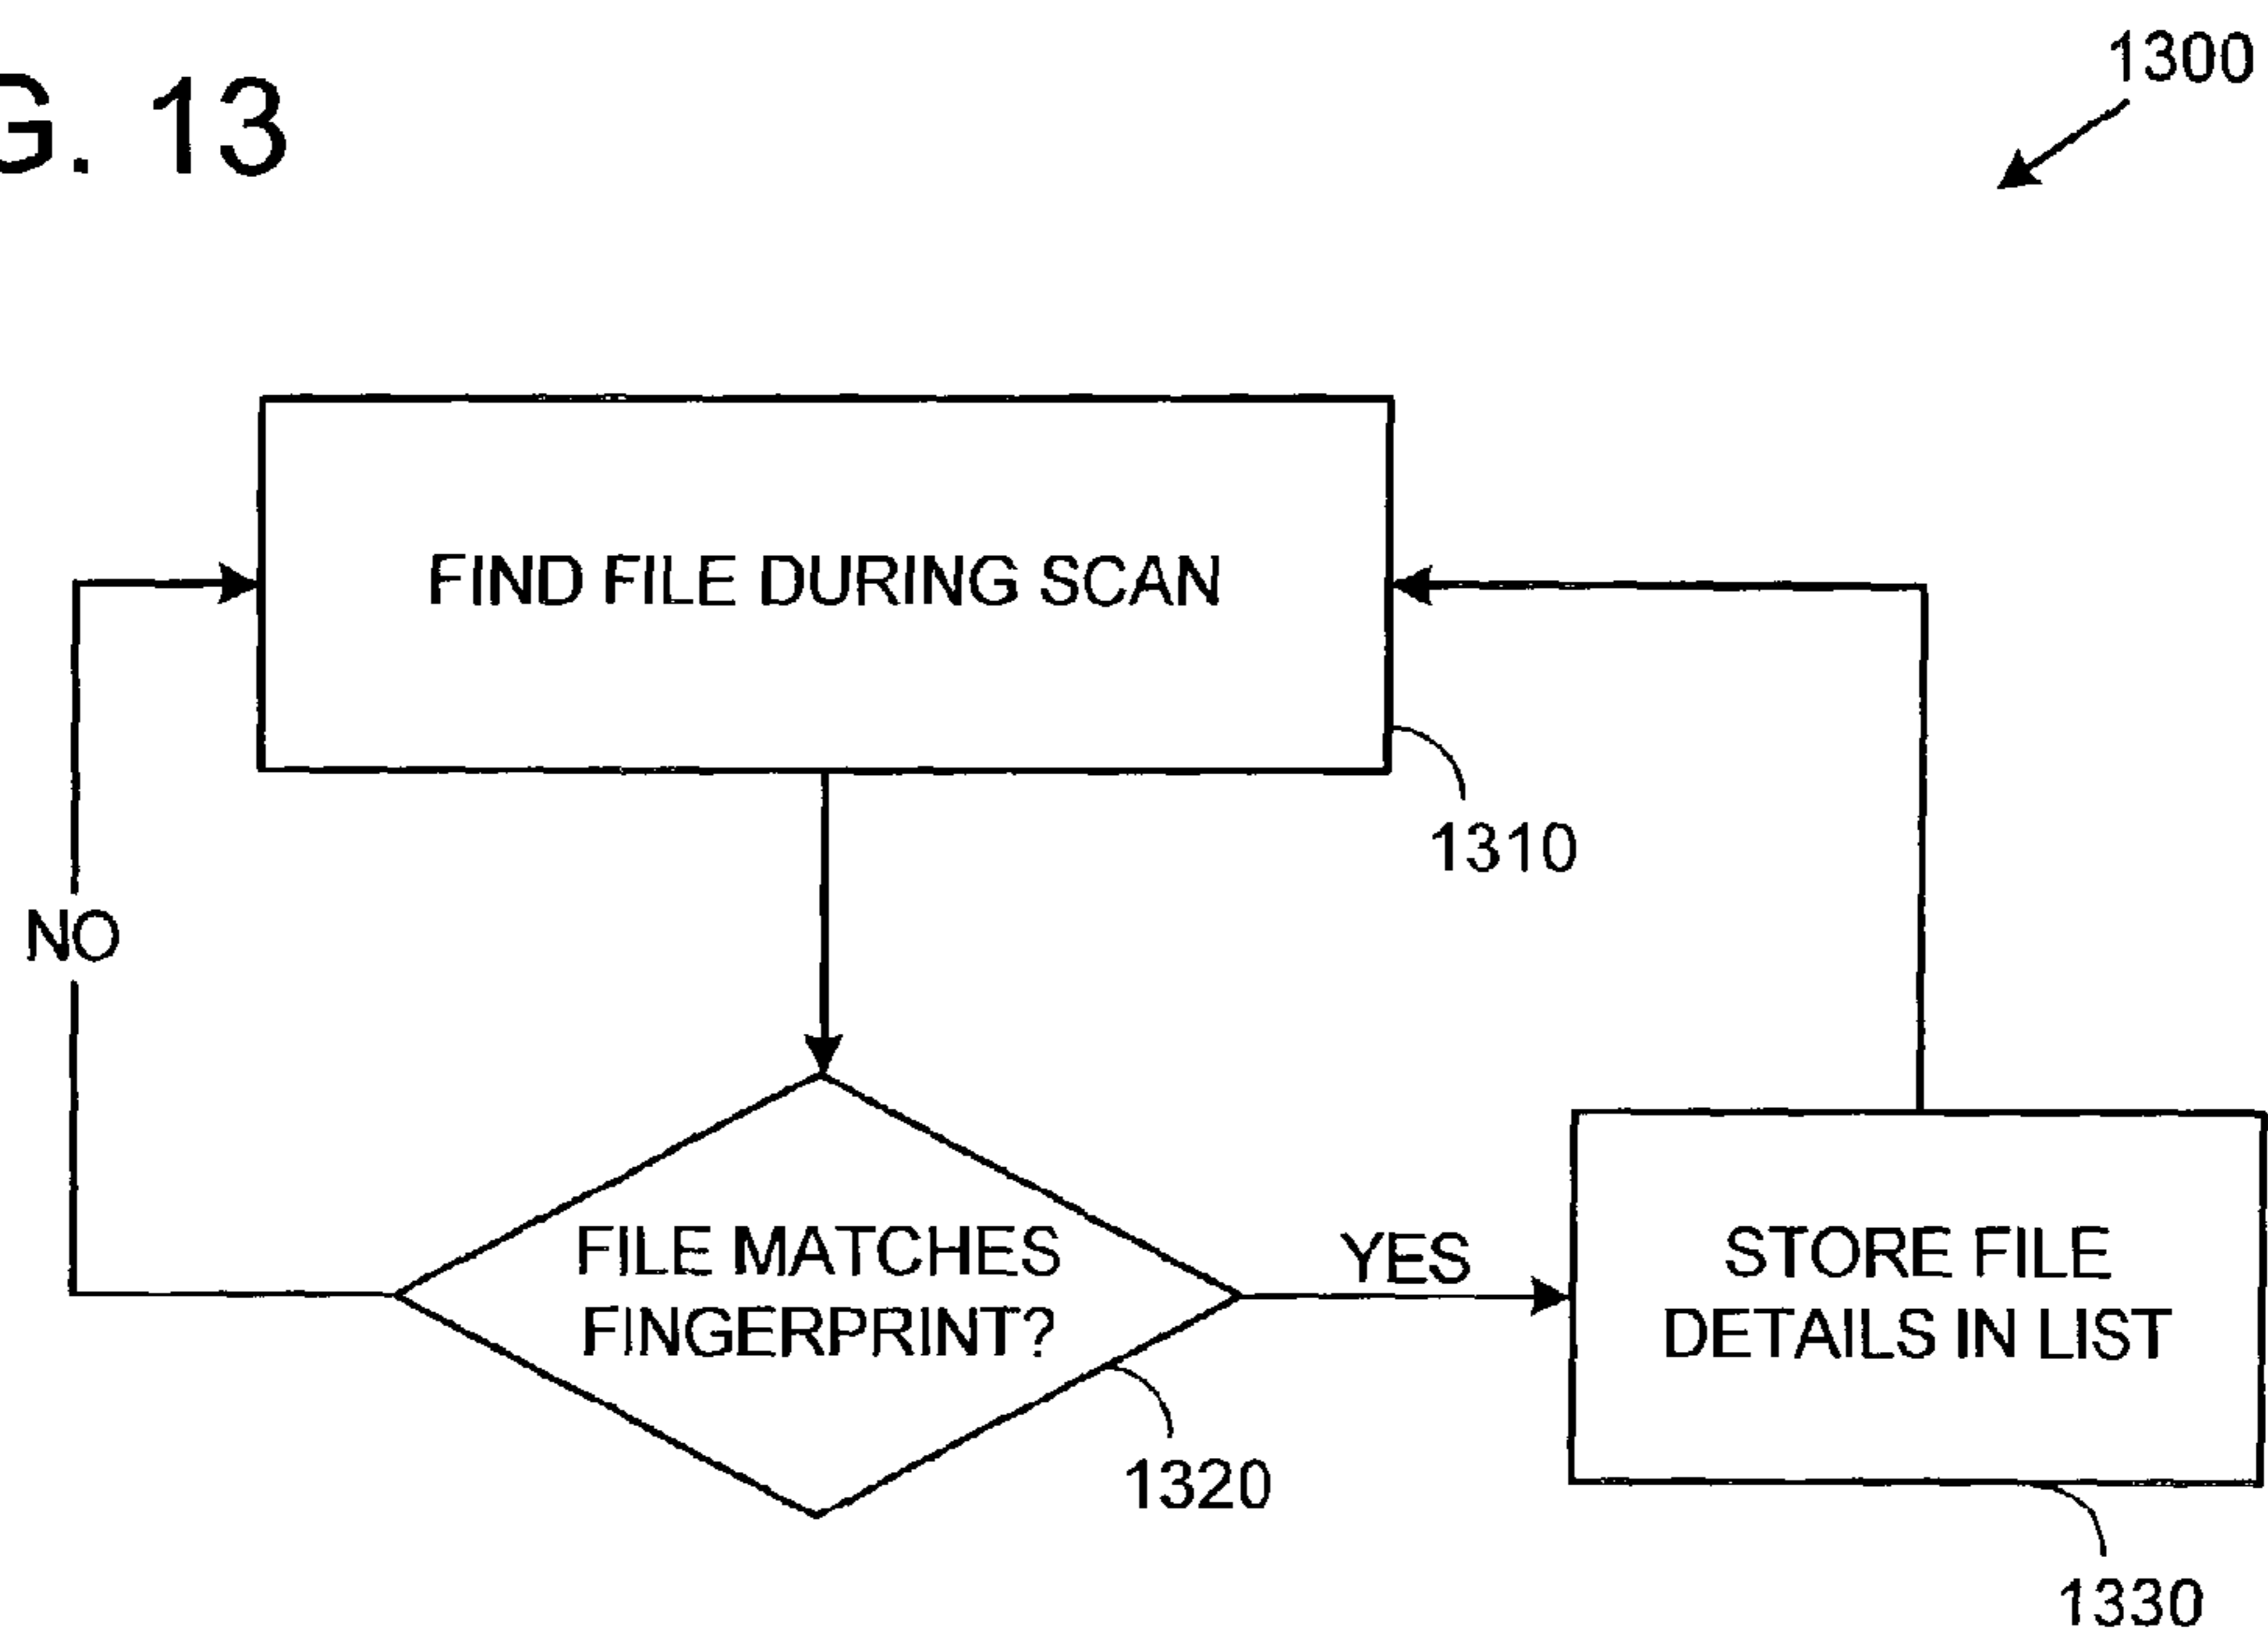 G. 13
1300
FIND FILE DURING SCAN
1310
NO
FILE MATCHES
FINGERPRINT?
YES
STORE FILE
DETAILS IN LIST
1320
1330